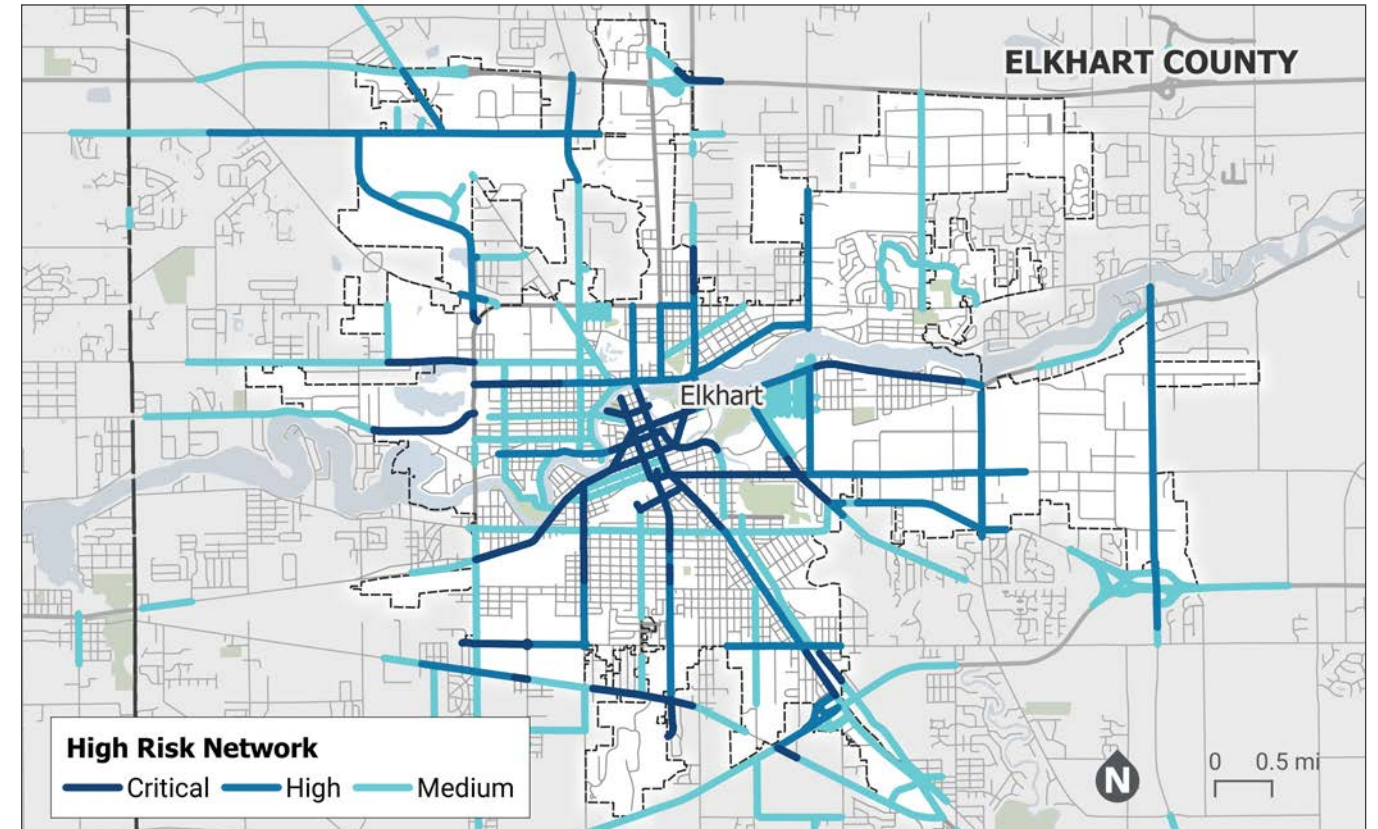 ELKHART COUNTY
Elkhart
High Risk Network
Critical High Medium
N
0 0.5 mi